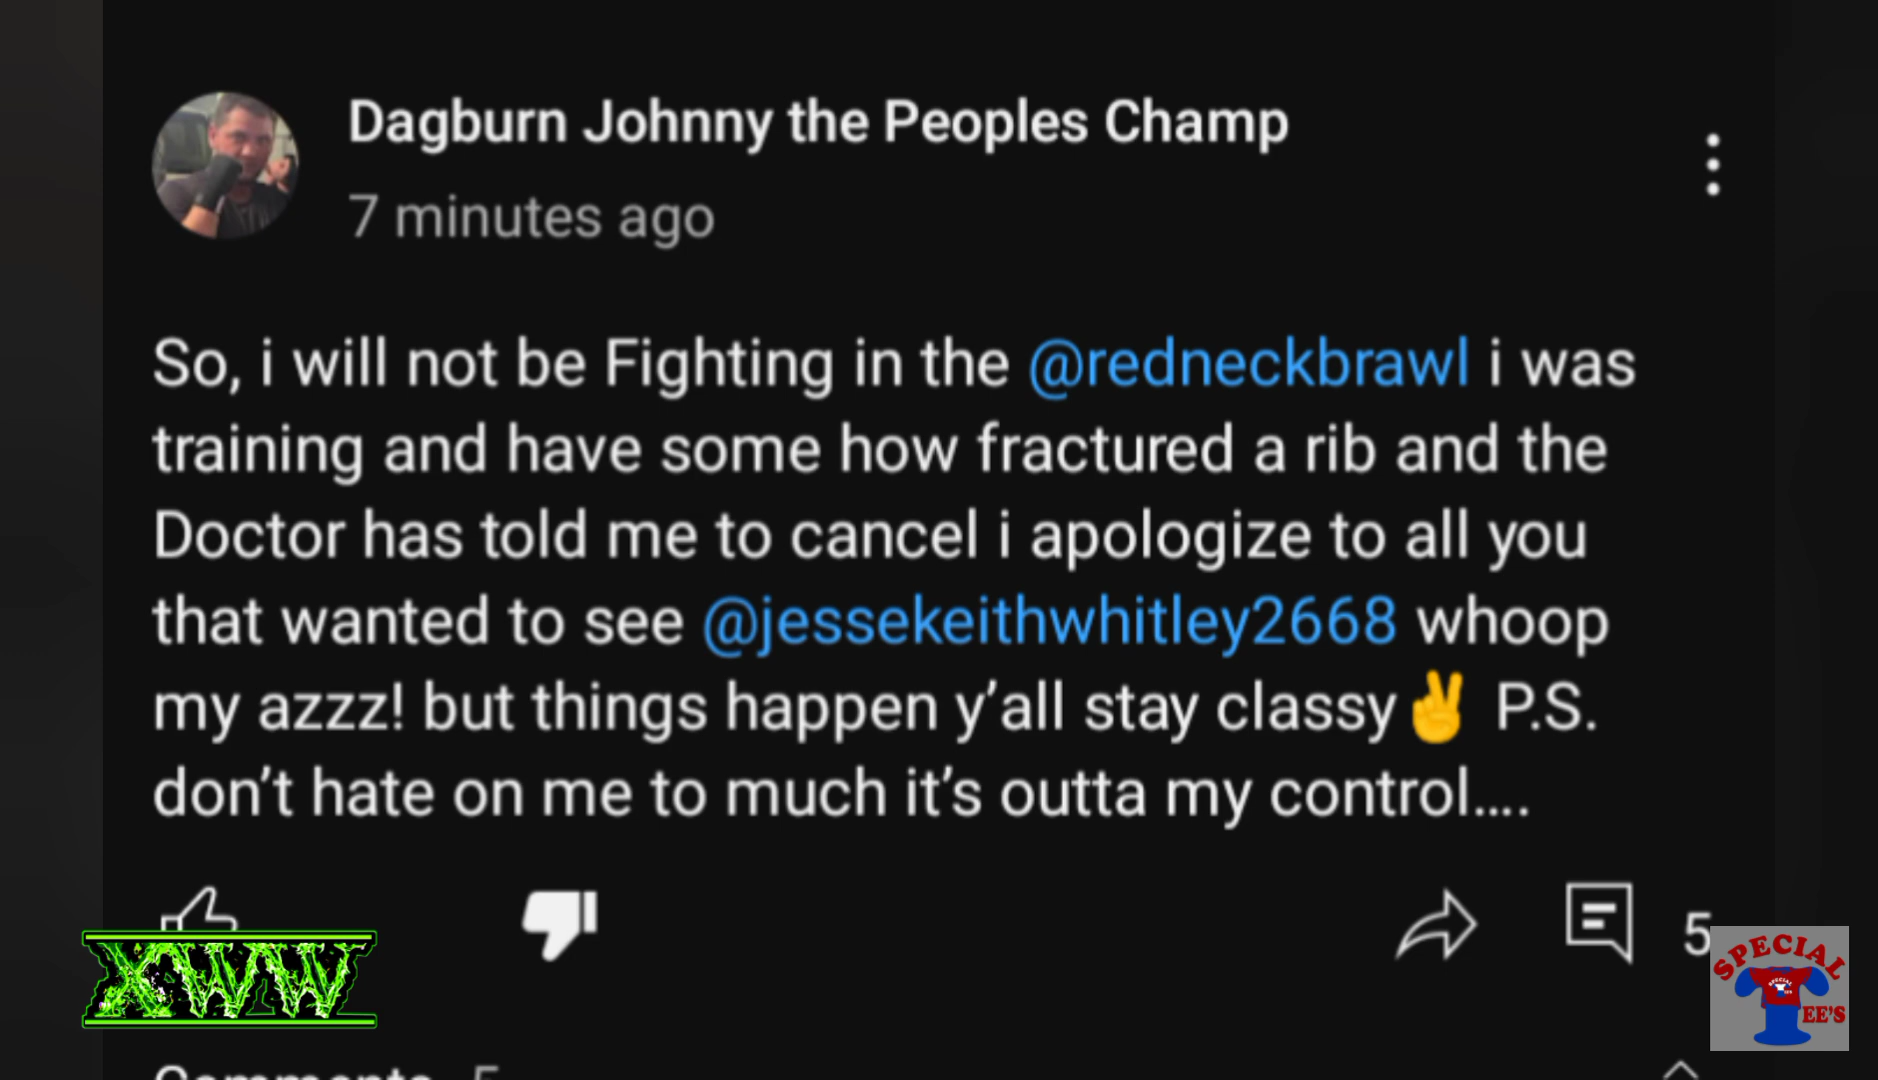 Dagburn Johnny the Peoples Champ
7 minutes ago
So, i will not be Fighting in the @redneckbrawl i was
training and have some how fractured a rib and the
Doctor has told me to cancel i apologize to all you
that wanted to see @jessekeithwhitley2668 whoop
my azzz! but things happen y’all stay classy✌️ P.S.
don’t hate on me to much it’s outta my control....
5
XWW
SPECIAL
TEE'S
Comments 5